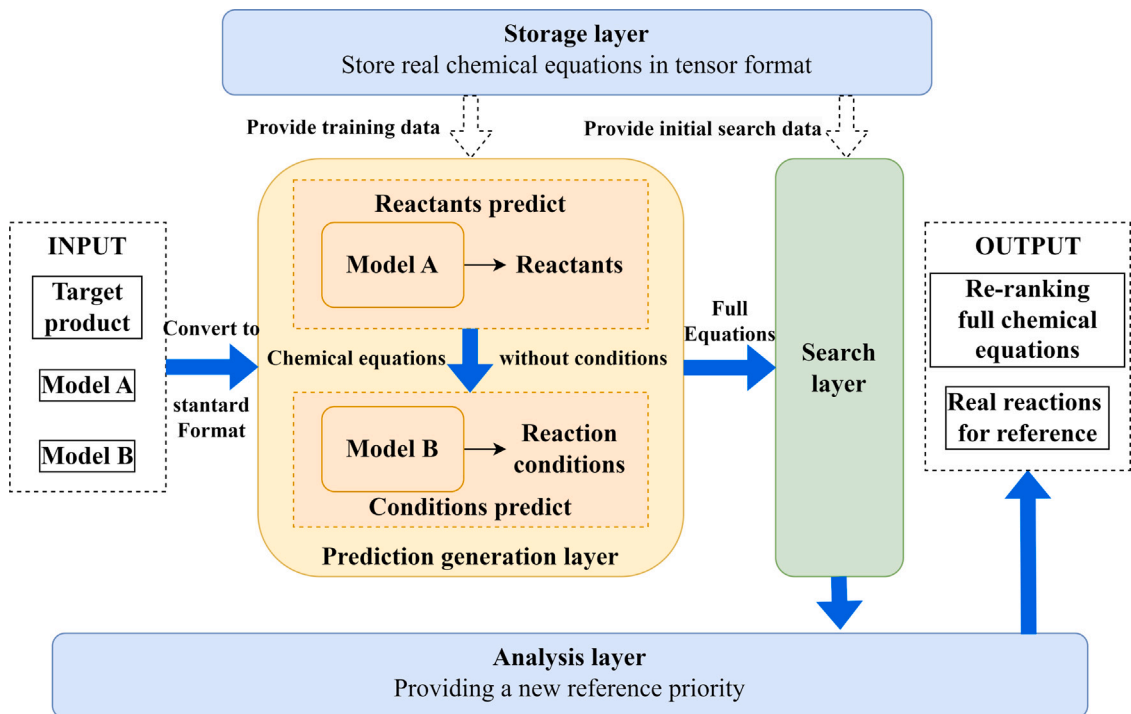 Storage layer
Store real chemical equations in tensor format
Provide training data
Provide initial search data
INPUT
Target
product
Model A
Model B
Convert to
stantard
Format
Reactants predict
Model A
Reactants
Chemical equations
without conditions
Model B
Reaction
conditions
Conditions predict
Prediction generation layer
Full
Equations
Search
layer
OUTPUT
Re-ranking
full chemical
equations
Real reactions
for reference
Analysis layer
Providing a new reference priority